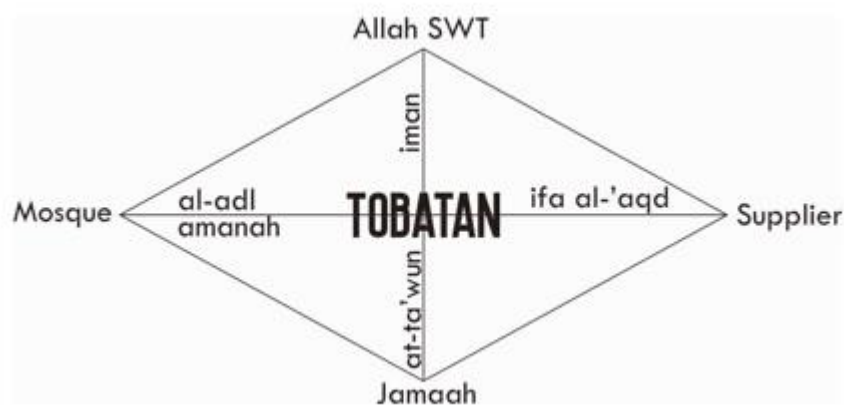 Allah SWT
iman
Mosque
al-adl
amanah
TOBATAN
ifa al-'aqd
Supplier
at-ta'wun
Jamaah